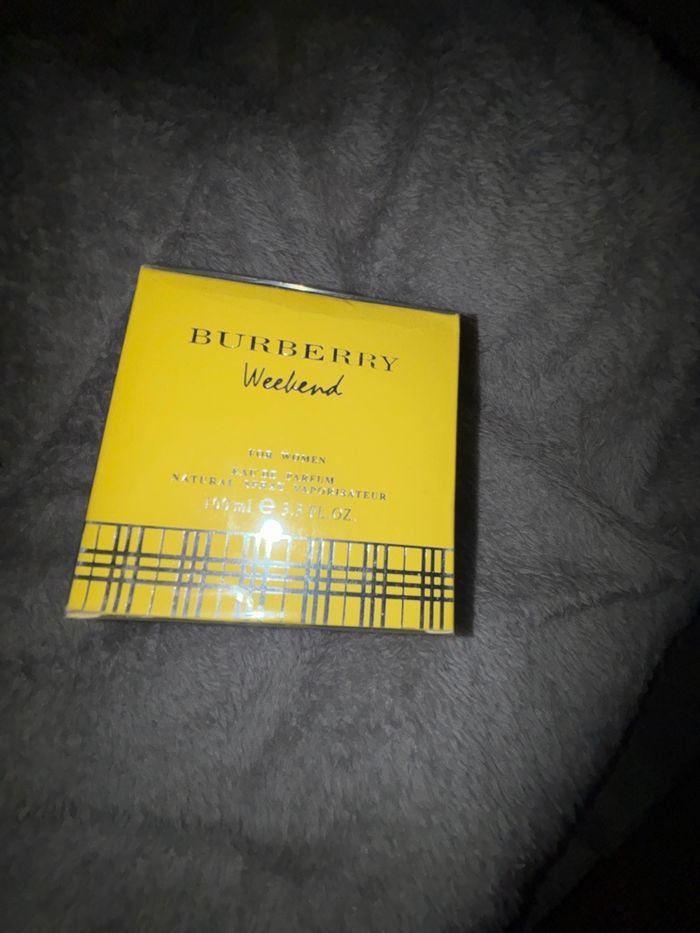 BURBERRY
Weekend
FOR WOMEN
EAU DE PARFUM
NATURAL SPRAY VAPORISATEUR
100 ml e 3.3 FL. OZ.